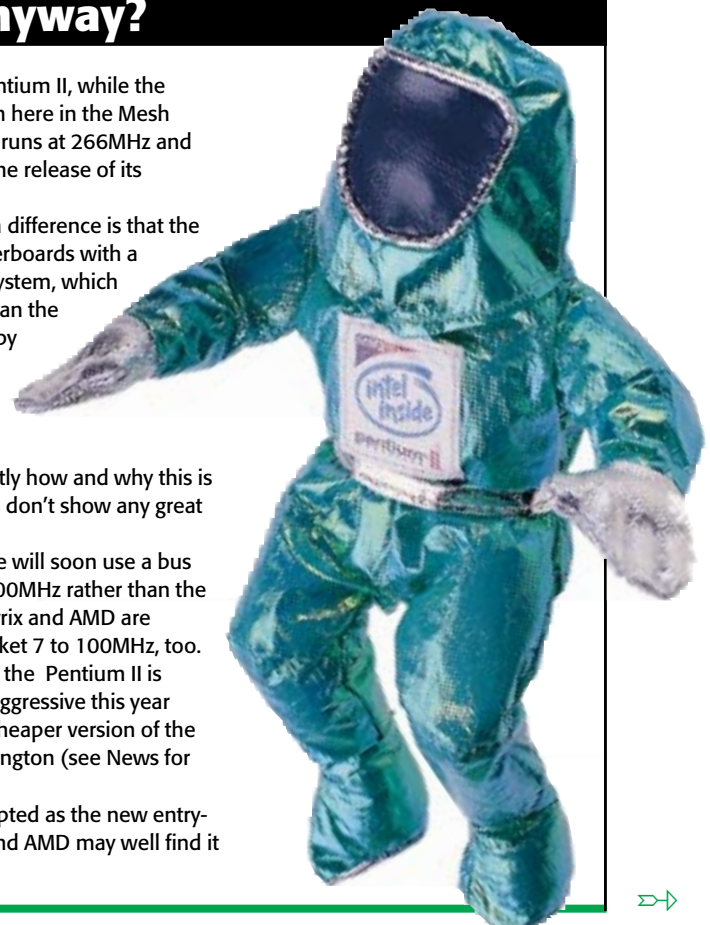 nyway?
ntium II, while the
n here in the Mesh
runs at 266MHz and
ne release of its
difference is that the
erboards with a
ystem, which
an the
by
tly how and why this is
don't show any great
e will soon use a bus
00MHz rather than the
rix and AMD are
ket 7 to 100MHz, too.
the Pentium II is
ggressive this year
heaper version of the
ngton (see News for
pted as the new entry-
nd AMD may well find it
intel
inside
pentium II